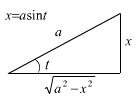 x=asint
a
x
t
√a²−x²